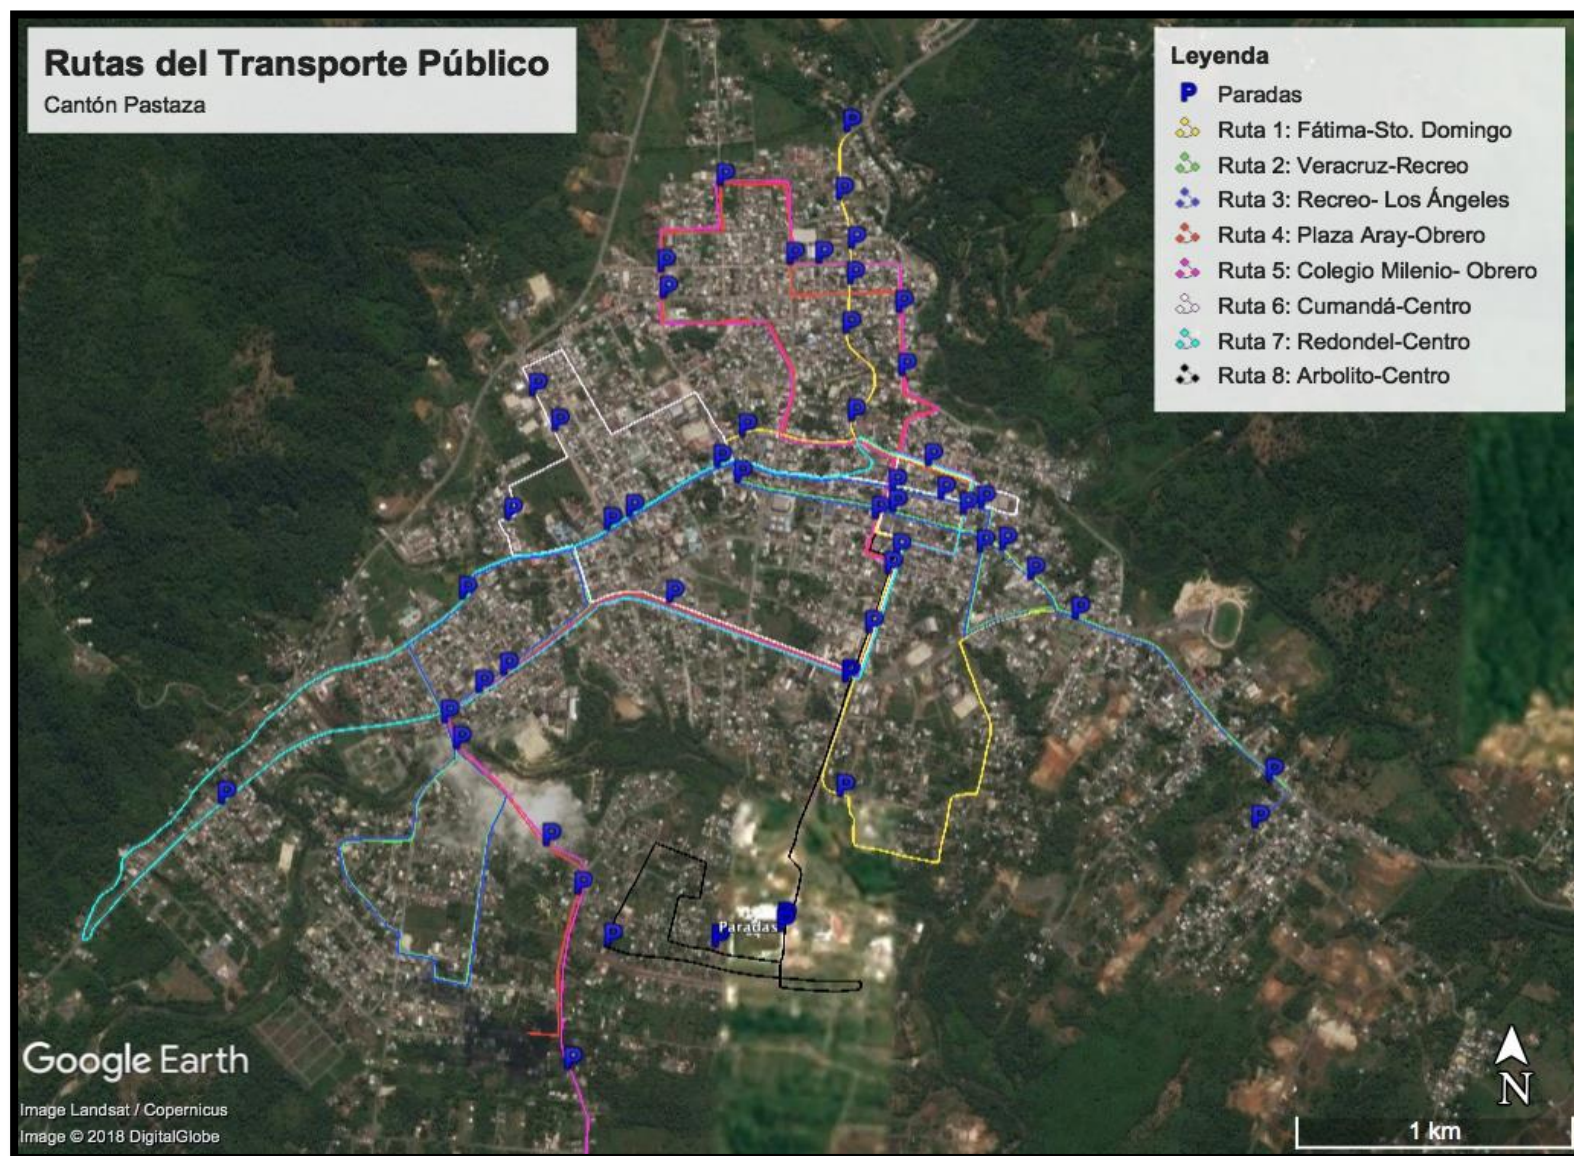 Rutas del Transporte Público
Cantón Pastaza
Leyenda
P Paradas
Ruta 1: Fátima-Sto. Domingo
Ruta 2: Veracruz-Recreo
Ruta 3: Recreo- Los Ángeles
Ruta 4: Plaza Aray-Obrero
Ruta 5: Colegio Milenio- Obrero
Ruta 6: Cumandá-Centro
Ruta 7: Redondel-Centro
Ruta 8: Arbolito-Centro
Paradas
Google Earth
Image Landsat / Copernicus
Image © 2018 DigitalGlobe
N
1 km